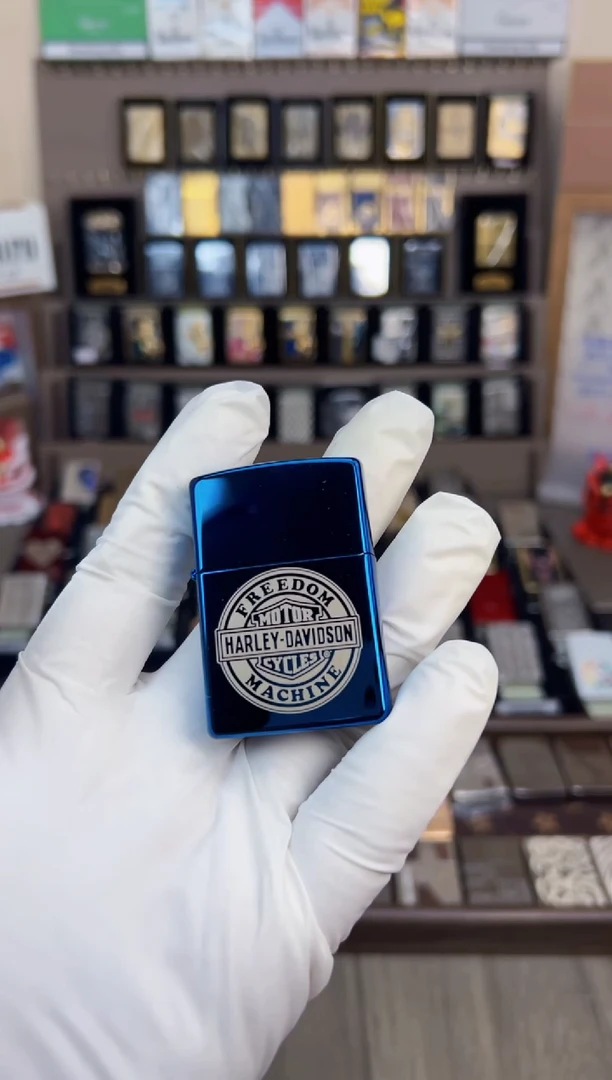 FREEDOM
MOTOR
HARLEY-DAVIDSON
CYCLES
MACHINE